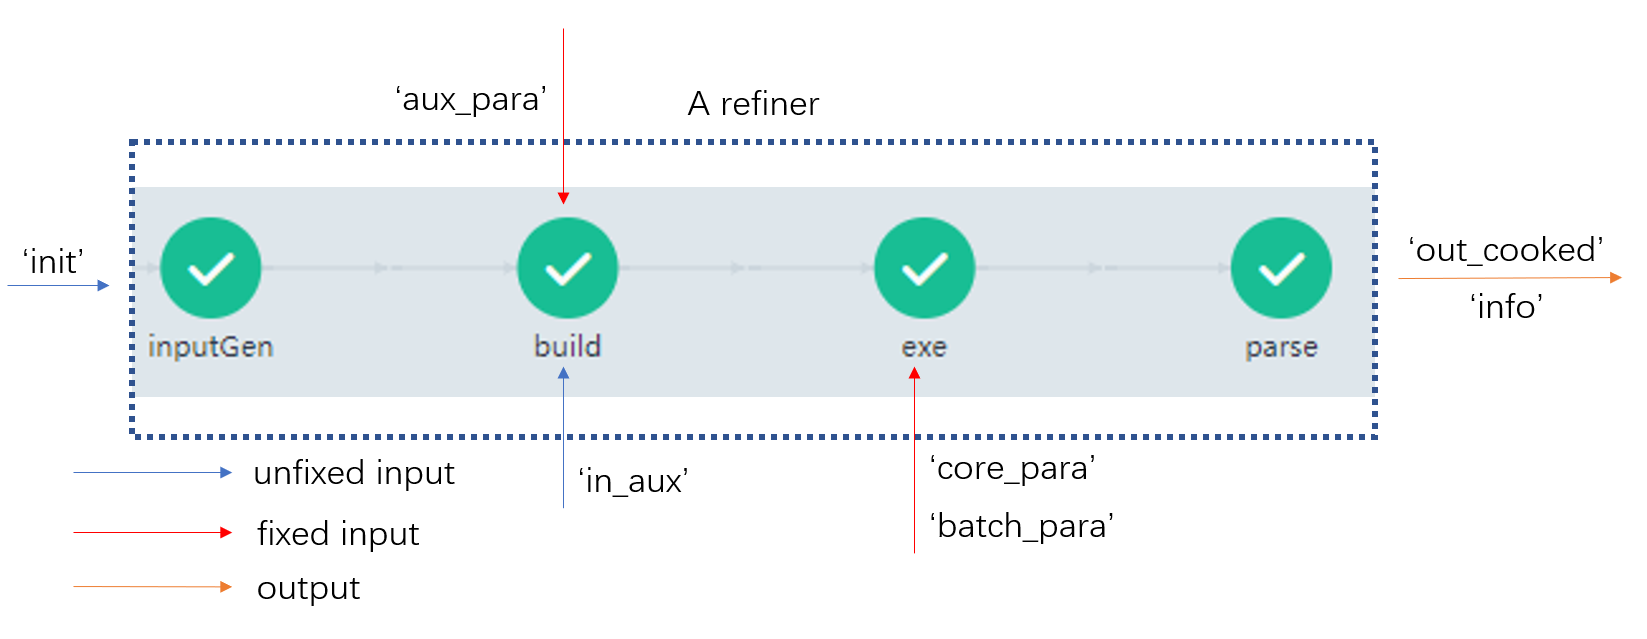 ‘aux_para’
A refiner
‘init’
‘out_cooked’
‘info’
inputGen
build
exe
parse
‘in_aux’
‘core_para’
‘batch_para’
unfixed input
fixed input
output